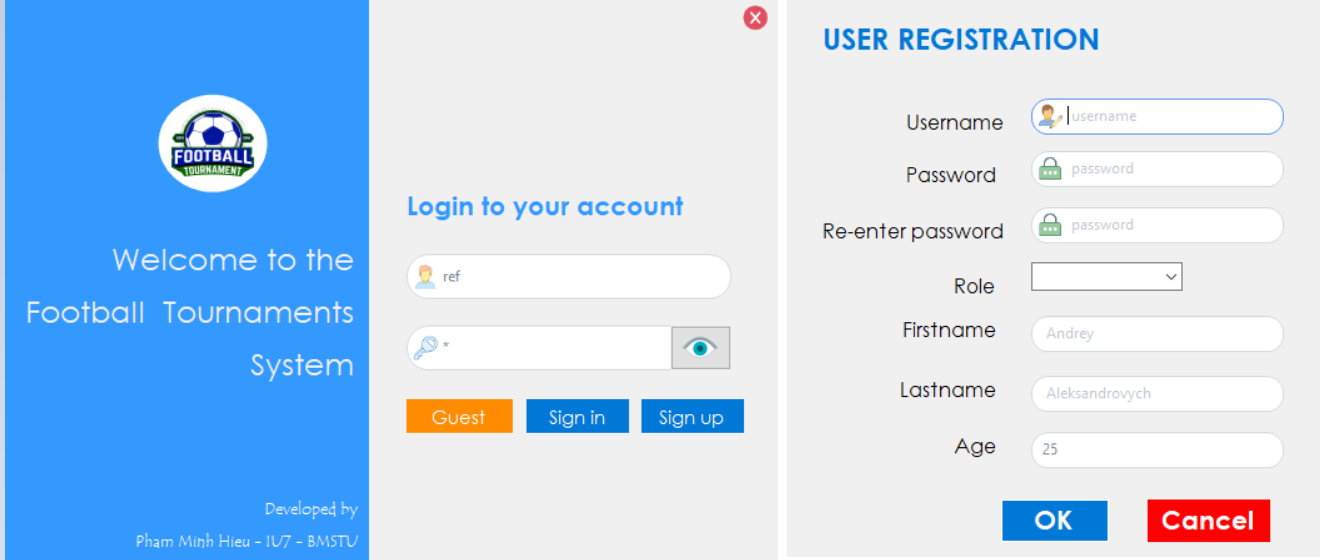 FOOTBALL
TOURNAMENT
Welcome to the
Football Tournaments
System
Developed by
Pham Minh Hieu - IU7 - BMSTU
Login to your account
ref
*
Guest
Sign in
Sign up
USER REGISTRATION
Username
username
Password
password
Re-enter password
password
Role
Firstname
Andrey
Lastname
Aleksandrovych
Age
25
OK
Cancel